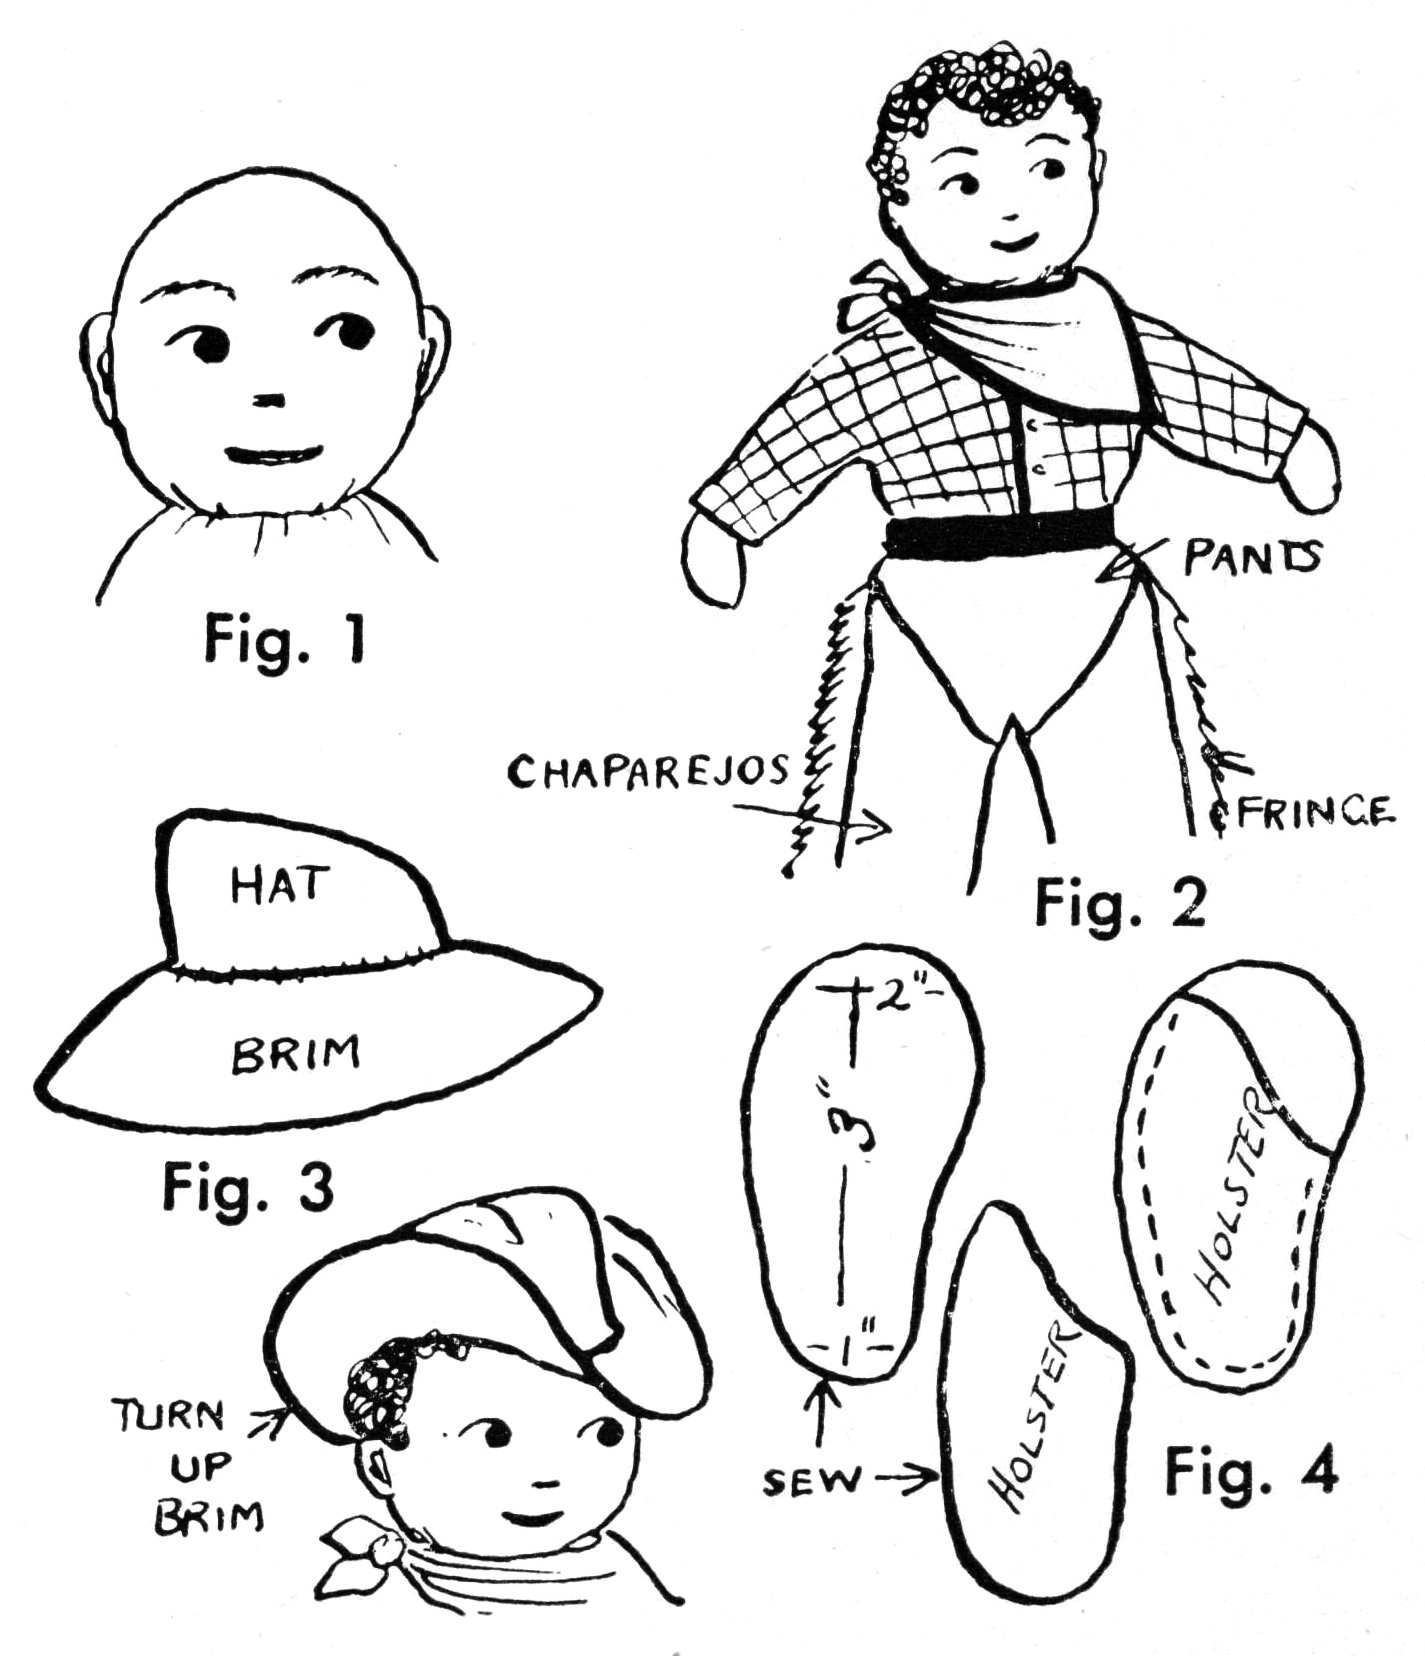 Fig. 1
PANTS
CHAPAREJOS
FRINGE
Fig. 2
HAT
BRIM
Fig. 3
TURN
UP
BRIM
2"
3"
1"
SEW
HOLSTER
HOLSTER
Fig. 4